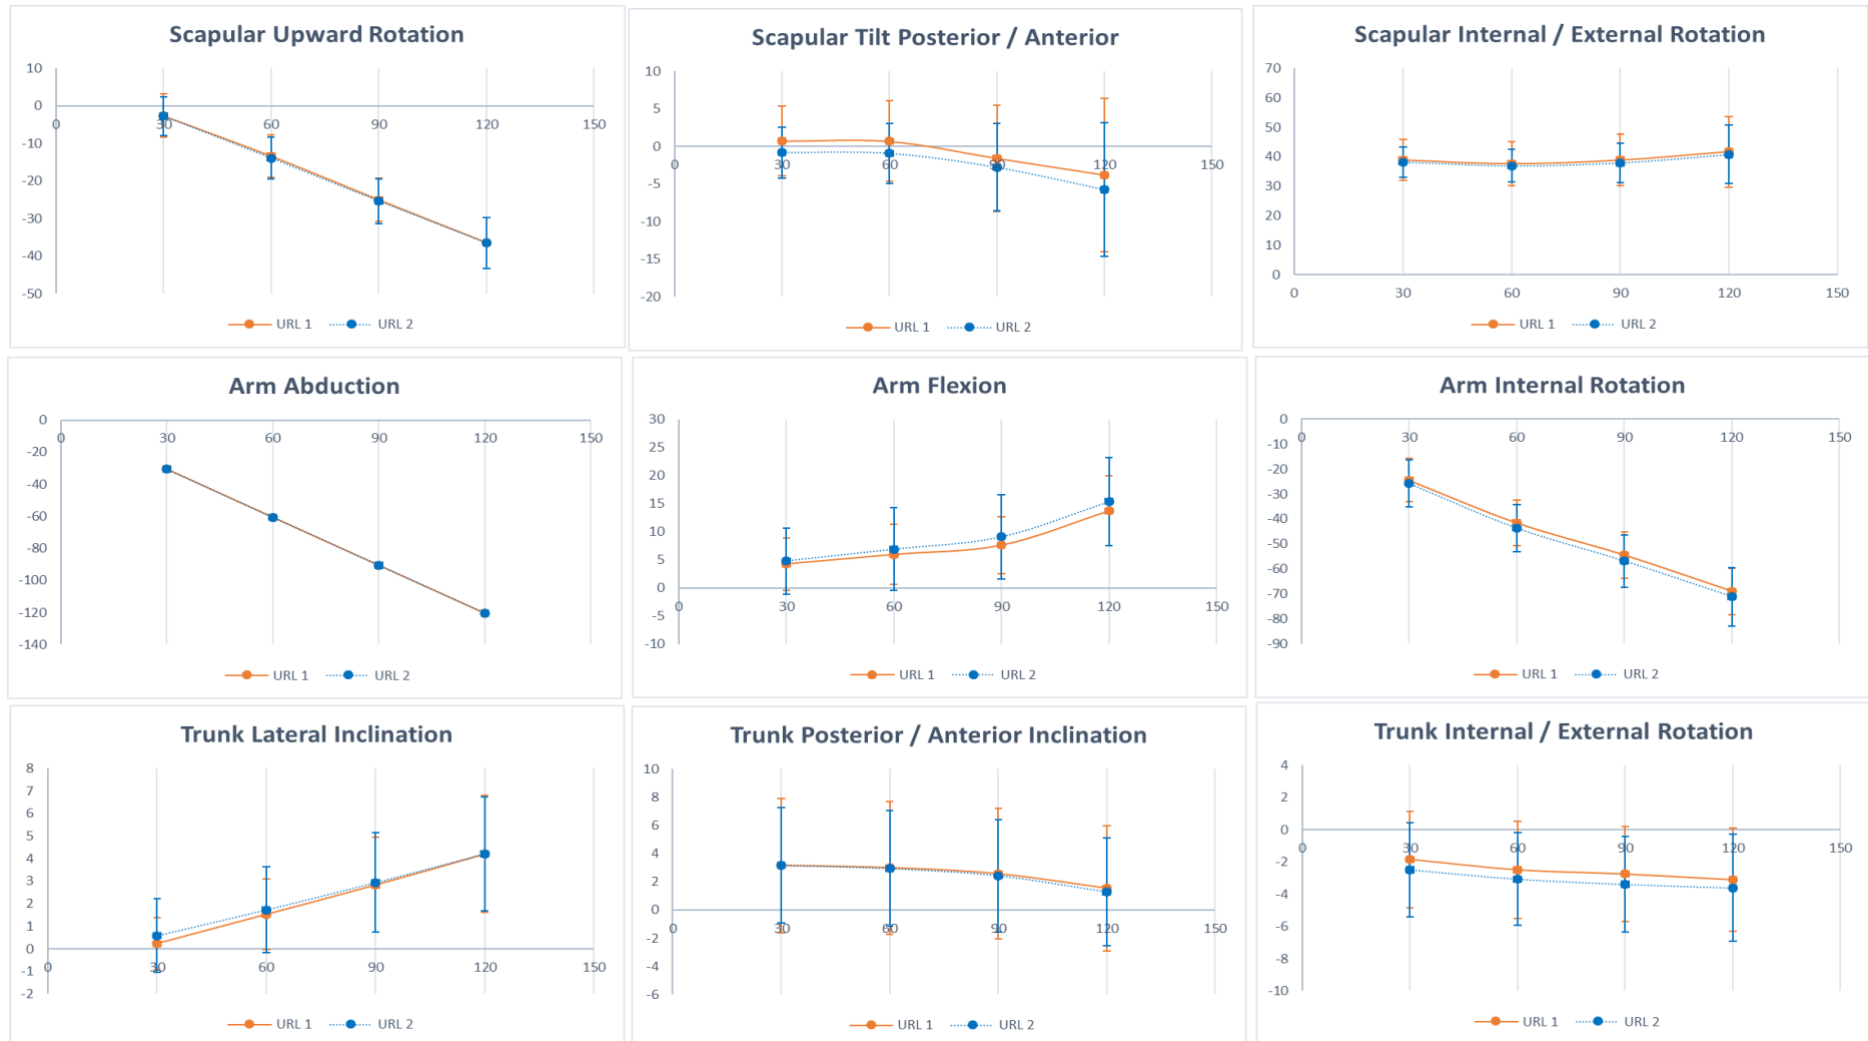 Scapular Upward Rotation
10
0
-10
-20
-30
-40
-50
0 30 60 90 120 150
URL 1 URL 2
Scapular Tilt Posterior / Anterior
10
5
0
-5
-10
-15
-20
0 30 60 90 120 150
URL 1 URL 2
Scapular Internal / External Rotation
70
60
50
40
30
20
10
0
0 30 60 90 120 150
URL 1 URL 2
Arm Abduction
0
-20
-40
-60
-80
-100
-120
-140
0 30 60 90 120 150
URL 1 URL 2
Arm Flexion
30
25
20
15
10
5
0
-5
-10
0 30 60 90 120 150
URL 1 URL 2
Arm Internal Rotation
0
-10
-20
-30
-40
-50
-60
-70
-80
-90
0 30 60 90 120 150
URL 1 URL 2
Trunk Lateral Inclination
8
7
6
5
4
3
2
1
0
-1
-2
0 30 60 90 120 150
URL 1 URL 2
Trunk Posterior / Anterior Inclination
10
8
6
4
2
0
-2
-4
-6
0 30 60 90 120 150
URL 1 URL 2
Trunk Internal / External Rotation
4
2
0
-2
-4
-6
-8
-10
0 30 60 90 120 150
URL 1 URL 2